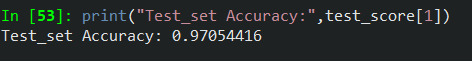 In [53]: print("Test_set Accuracy:",test_score[1])
Test_set Accuracy: 0.97054416